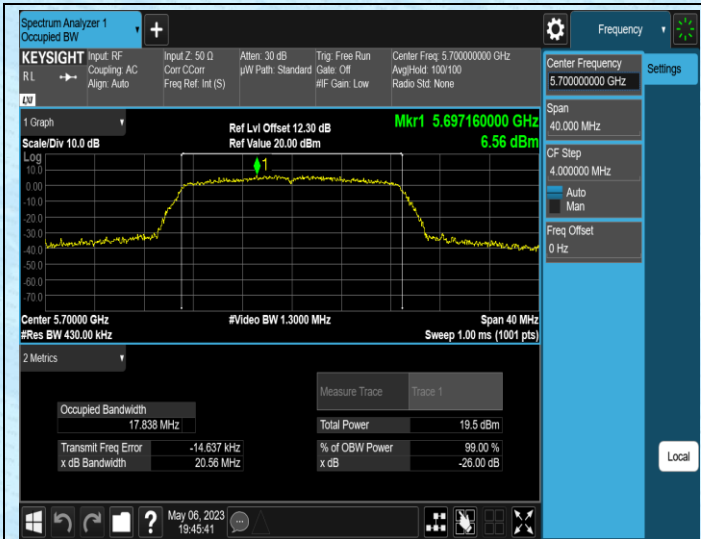 Spectrum Analyzer 1
Occupied BW
Frequency
KEYSIGHT
RL
LXI
Input: RF
Coupling: AC
Align: Auto
Input Z: 50 Ω
Corr CCorr
Freq Ref: Int (S)
Atten: 30 dB
µW Path: Standard
Trig: Free Run
Gate: Off
#IF Gain: Low
Center Freq: 5.700000000 GHz
Avg|Hold: 100/100
Radio Std: None
Center Frequency
5.700000000 GHz
Settings
Span
40.000 MHz
CF Step
4.000000 MHz
Auto
Man
Freq Offset
0 Hz
Local
1 Graph
Scale/Div 10.0 dB
Ref Lvl Offset 12.30 dB
Ref Value 20.00 dBm
Mkr1 5.697160000 GHz
6.56 dBm
Log
10.0
0.00
-10.0
-20.0
-30.0
-40.0
-50.0
-60.0
-70.0
1
Center 5.70000 GHz
#Res BW 430.00 kHz
#Video BW 1.3000 MHz
Span 40 MHz
Sweep 1.00 ms (1001 pts)
2 Metrics
Measure Trace
Trace 1
Occupied Bandwidth
17.838 MHz
Total Power
19.5 dBm
Transmit Freq Error
-14.637 kHz
% of OBW Power
99.00 %
x dB Bandwidth
20.56 MHz
x dB
-26.00 dB
?
May 06, 2023
19:45:41